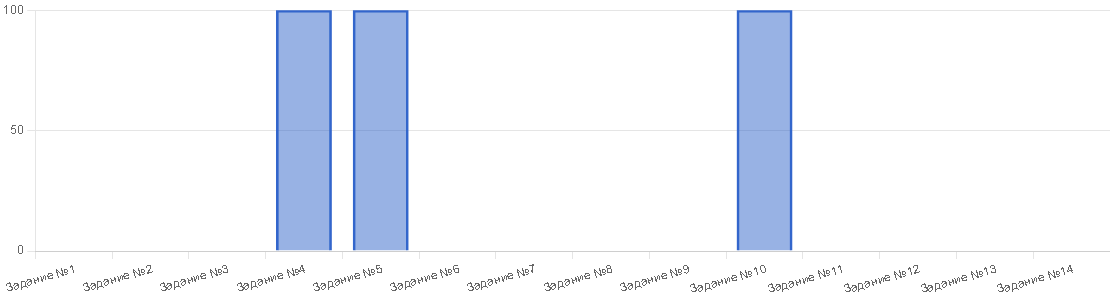 100
50
0
Задание №1
Задание №2
Задание №3
Задание №4
Задание №5
Задание №6
Задание №7
Задание №8
Задание №9
Задание №10
Задание №11
Задание №12
Задание №13
Задание №14